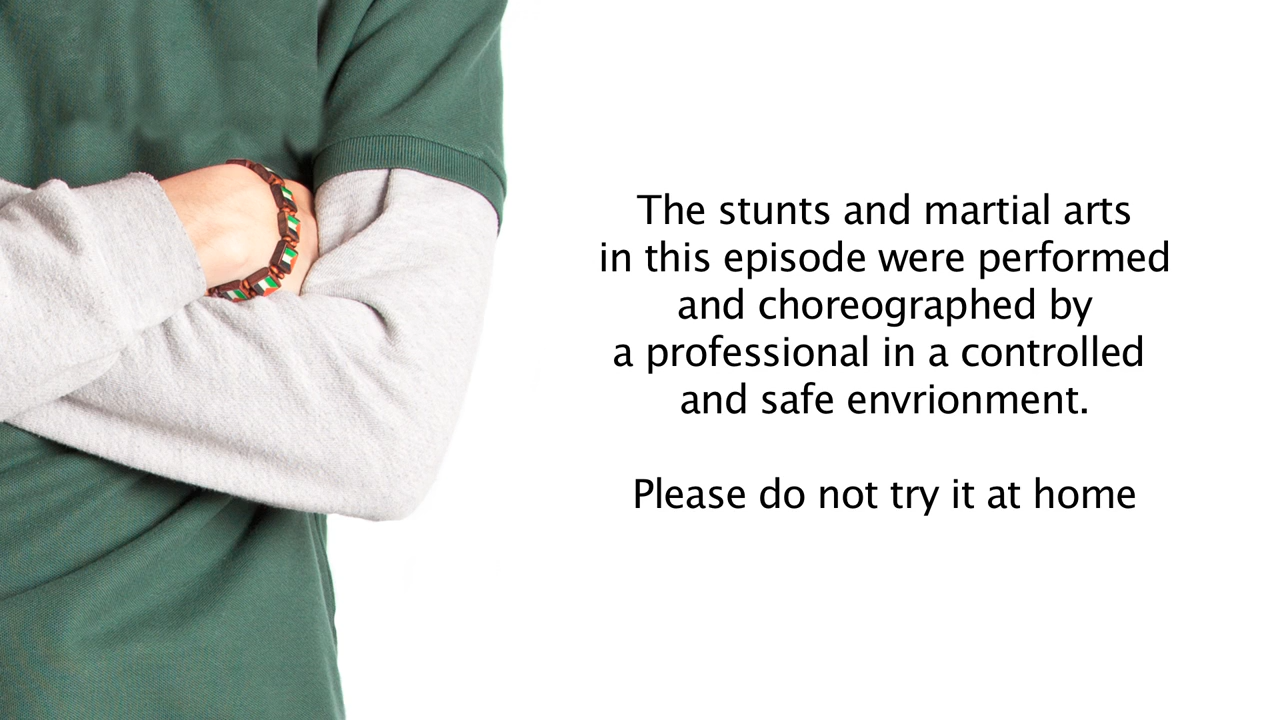 The stunts and martial arts
in this episode were performed
and choreographed by
a professional in a controlled
and safe envrionment.
Please do not try it at home